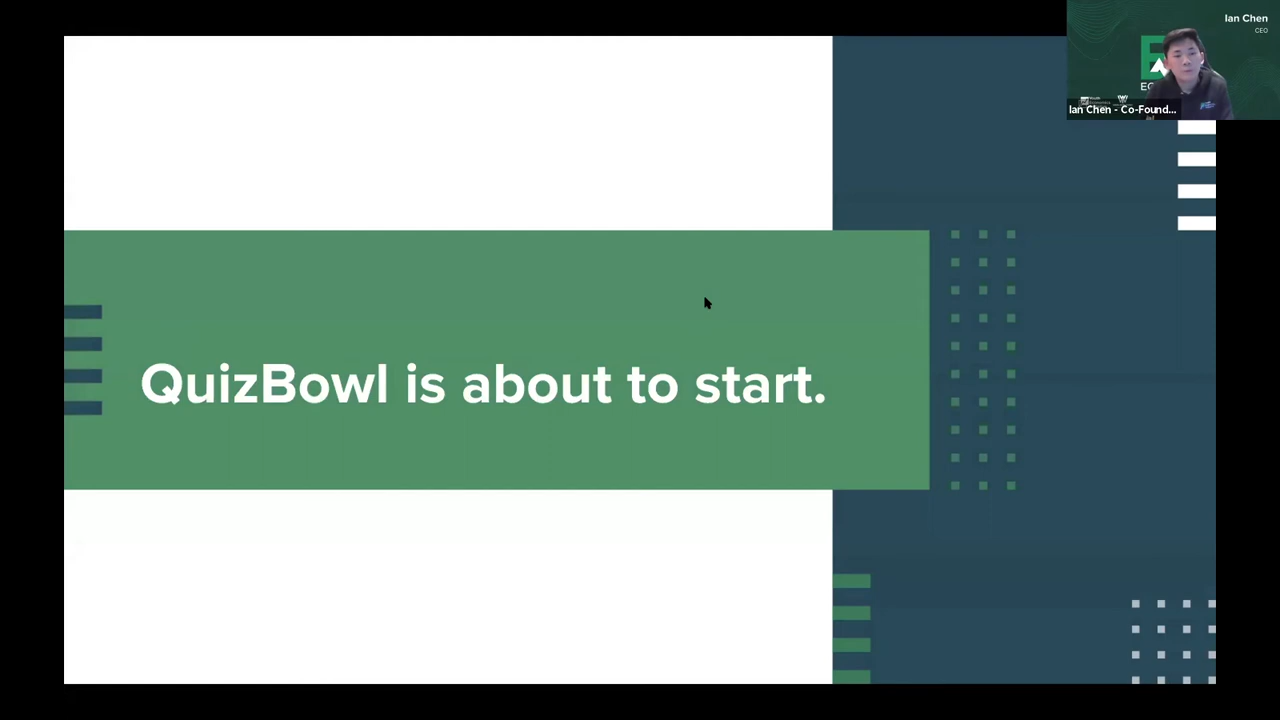 Ian Chen
CEO
Ian Chen - Co-Found...
QuizBowl is about to start.